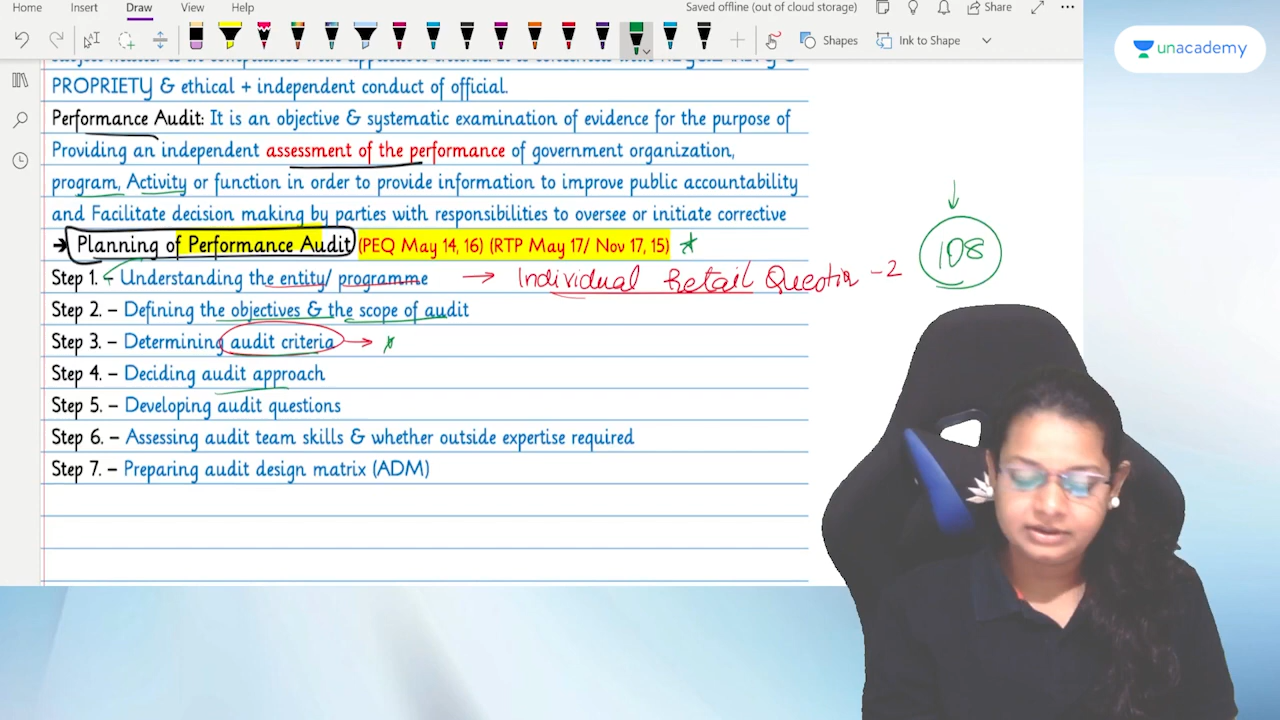 Home Insert Draw View Help Saved offline (out of cloud storage) Share
Shapes Ink to Shape
unacademy
PROPRIETY & ethical + independent conduct of official.
Performance Audit: It is an objective & systematic examination of evidence for the purpose of
Providing an independent assessment of the performance of government organization,
program, Activity or function in order to provide information to improve public accountability
and Facilitate decision making by parties with responsibilities to oversee or initiate corrective
→ Planning of Performance Audit (PEQ May 14, 16) (RTP May 17/ Nov 17, 15)
108
Step 1. – Understanding the entity/ programme → Individual Retail Question - 2
Step 2. – Defining the objectives & the scope of audit
Step 3. – Determining audit criteria →
Step 4. – Deciding audit approach
Step 5. – Developing audit questions
Step 6. – Assessing audit team skills & whether outside expertise required
Step 7. – Preparing audit design matrix (ADM)